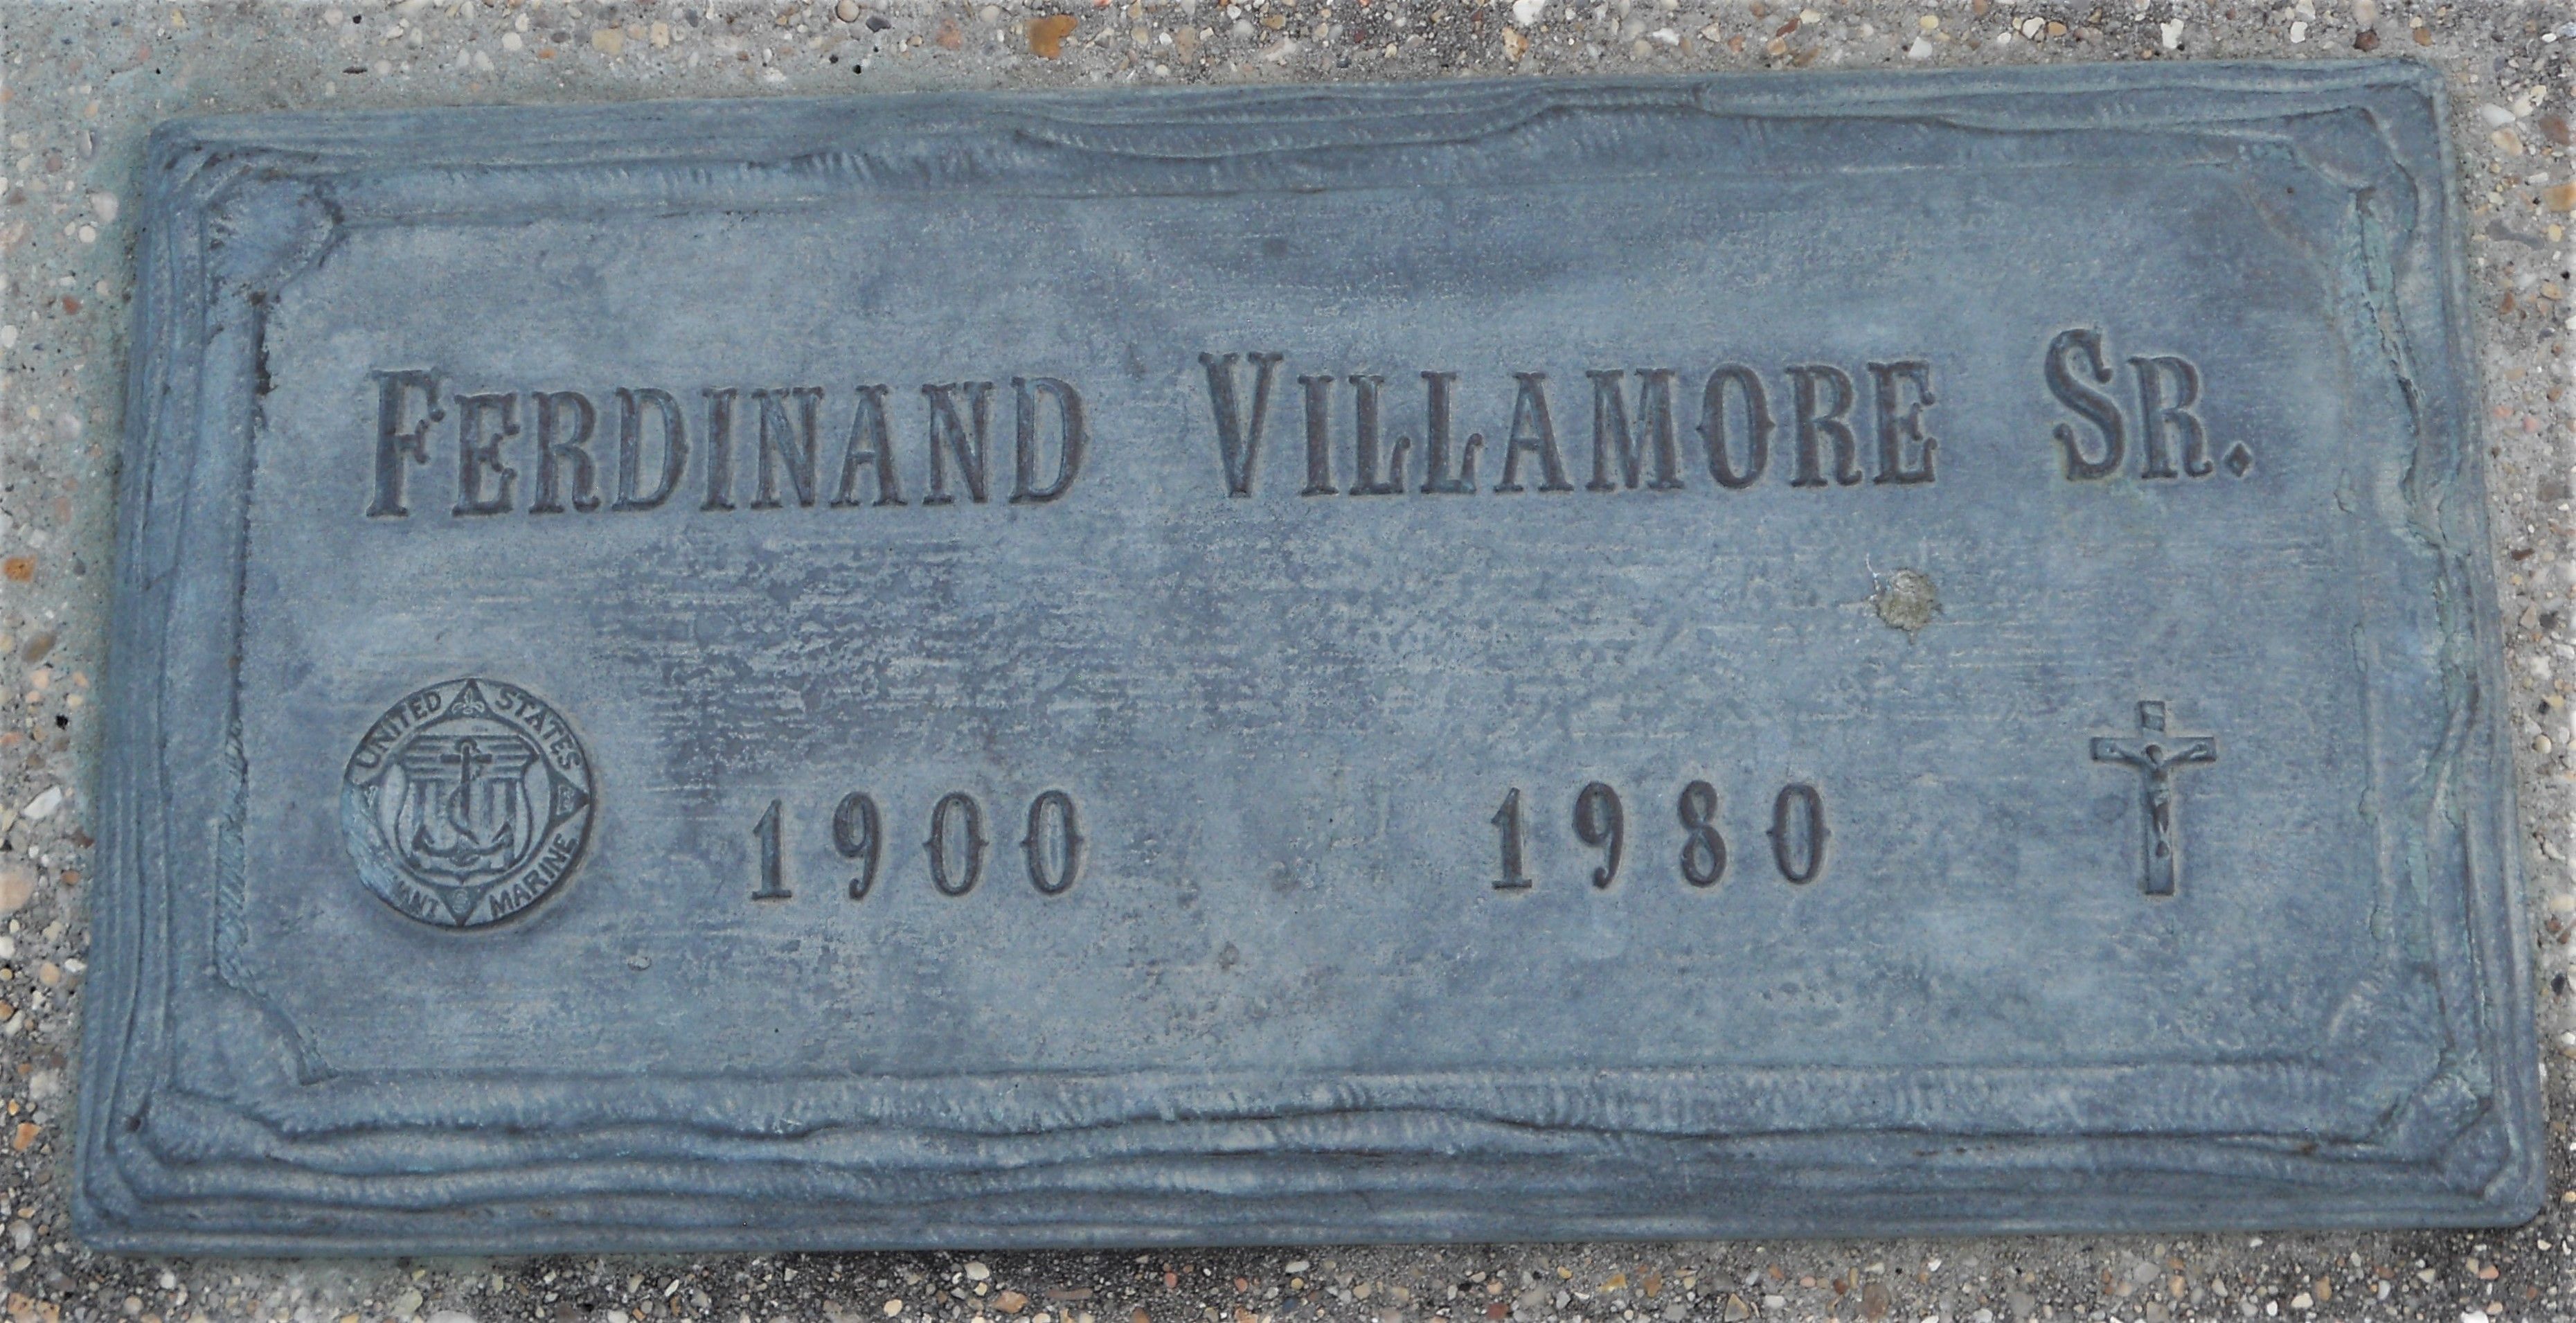 FERDINAND VILLAMORE SR.
UNITED STATES
MARINE
1900 1980